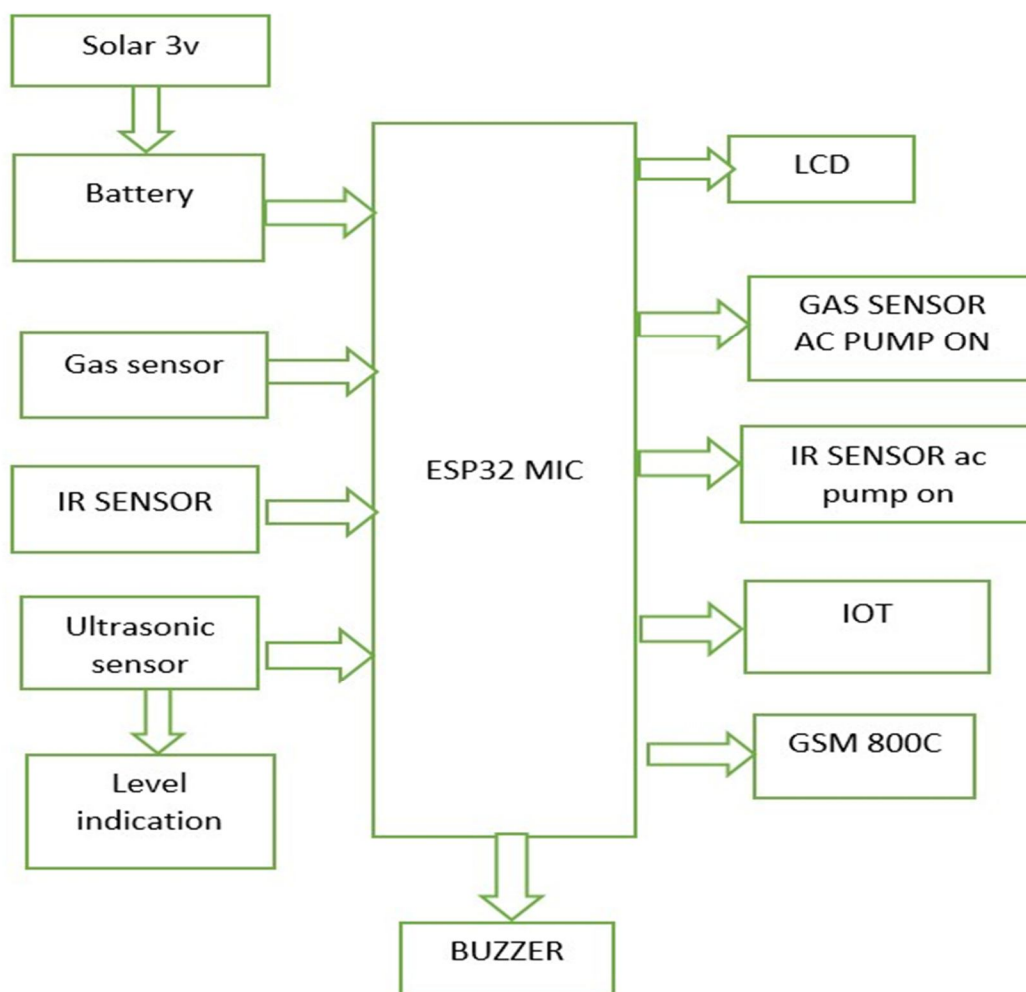 Solar 3v
Battery
Gas sensor
IR SENSOR
Ultrasonic
sensor
Level
indication
ESP32 MIC
LCD
GAS SENSOR
AC PUMP ON
IR SENSOR ac
pump on
IOT
GSM 800C
BUZZER